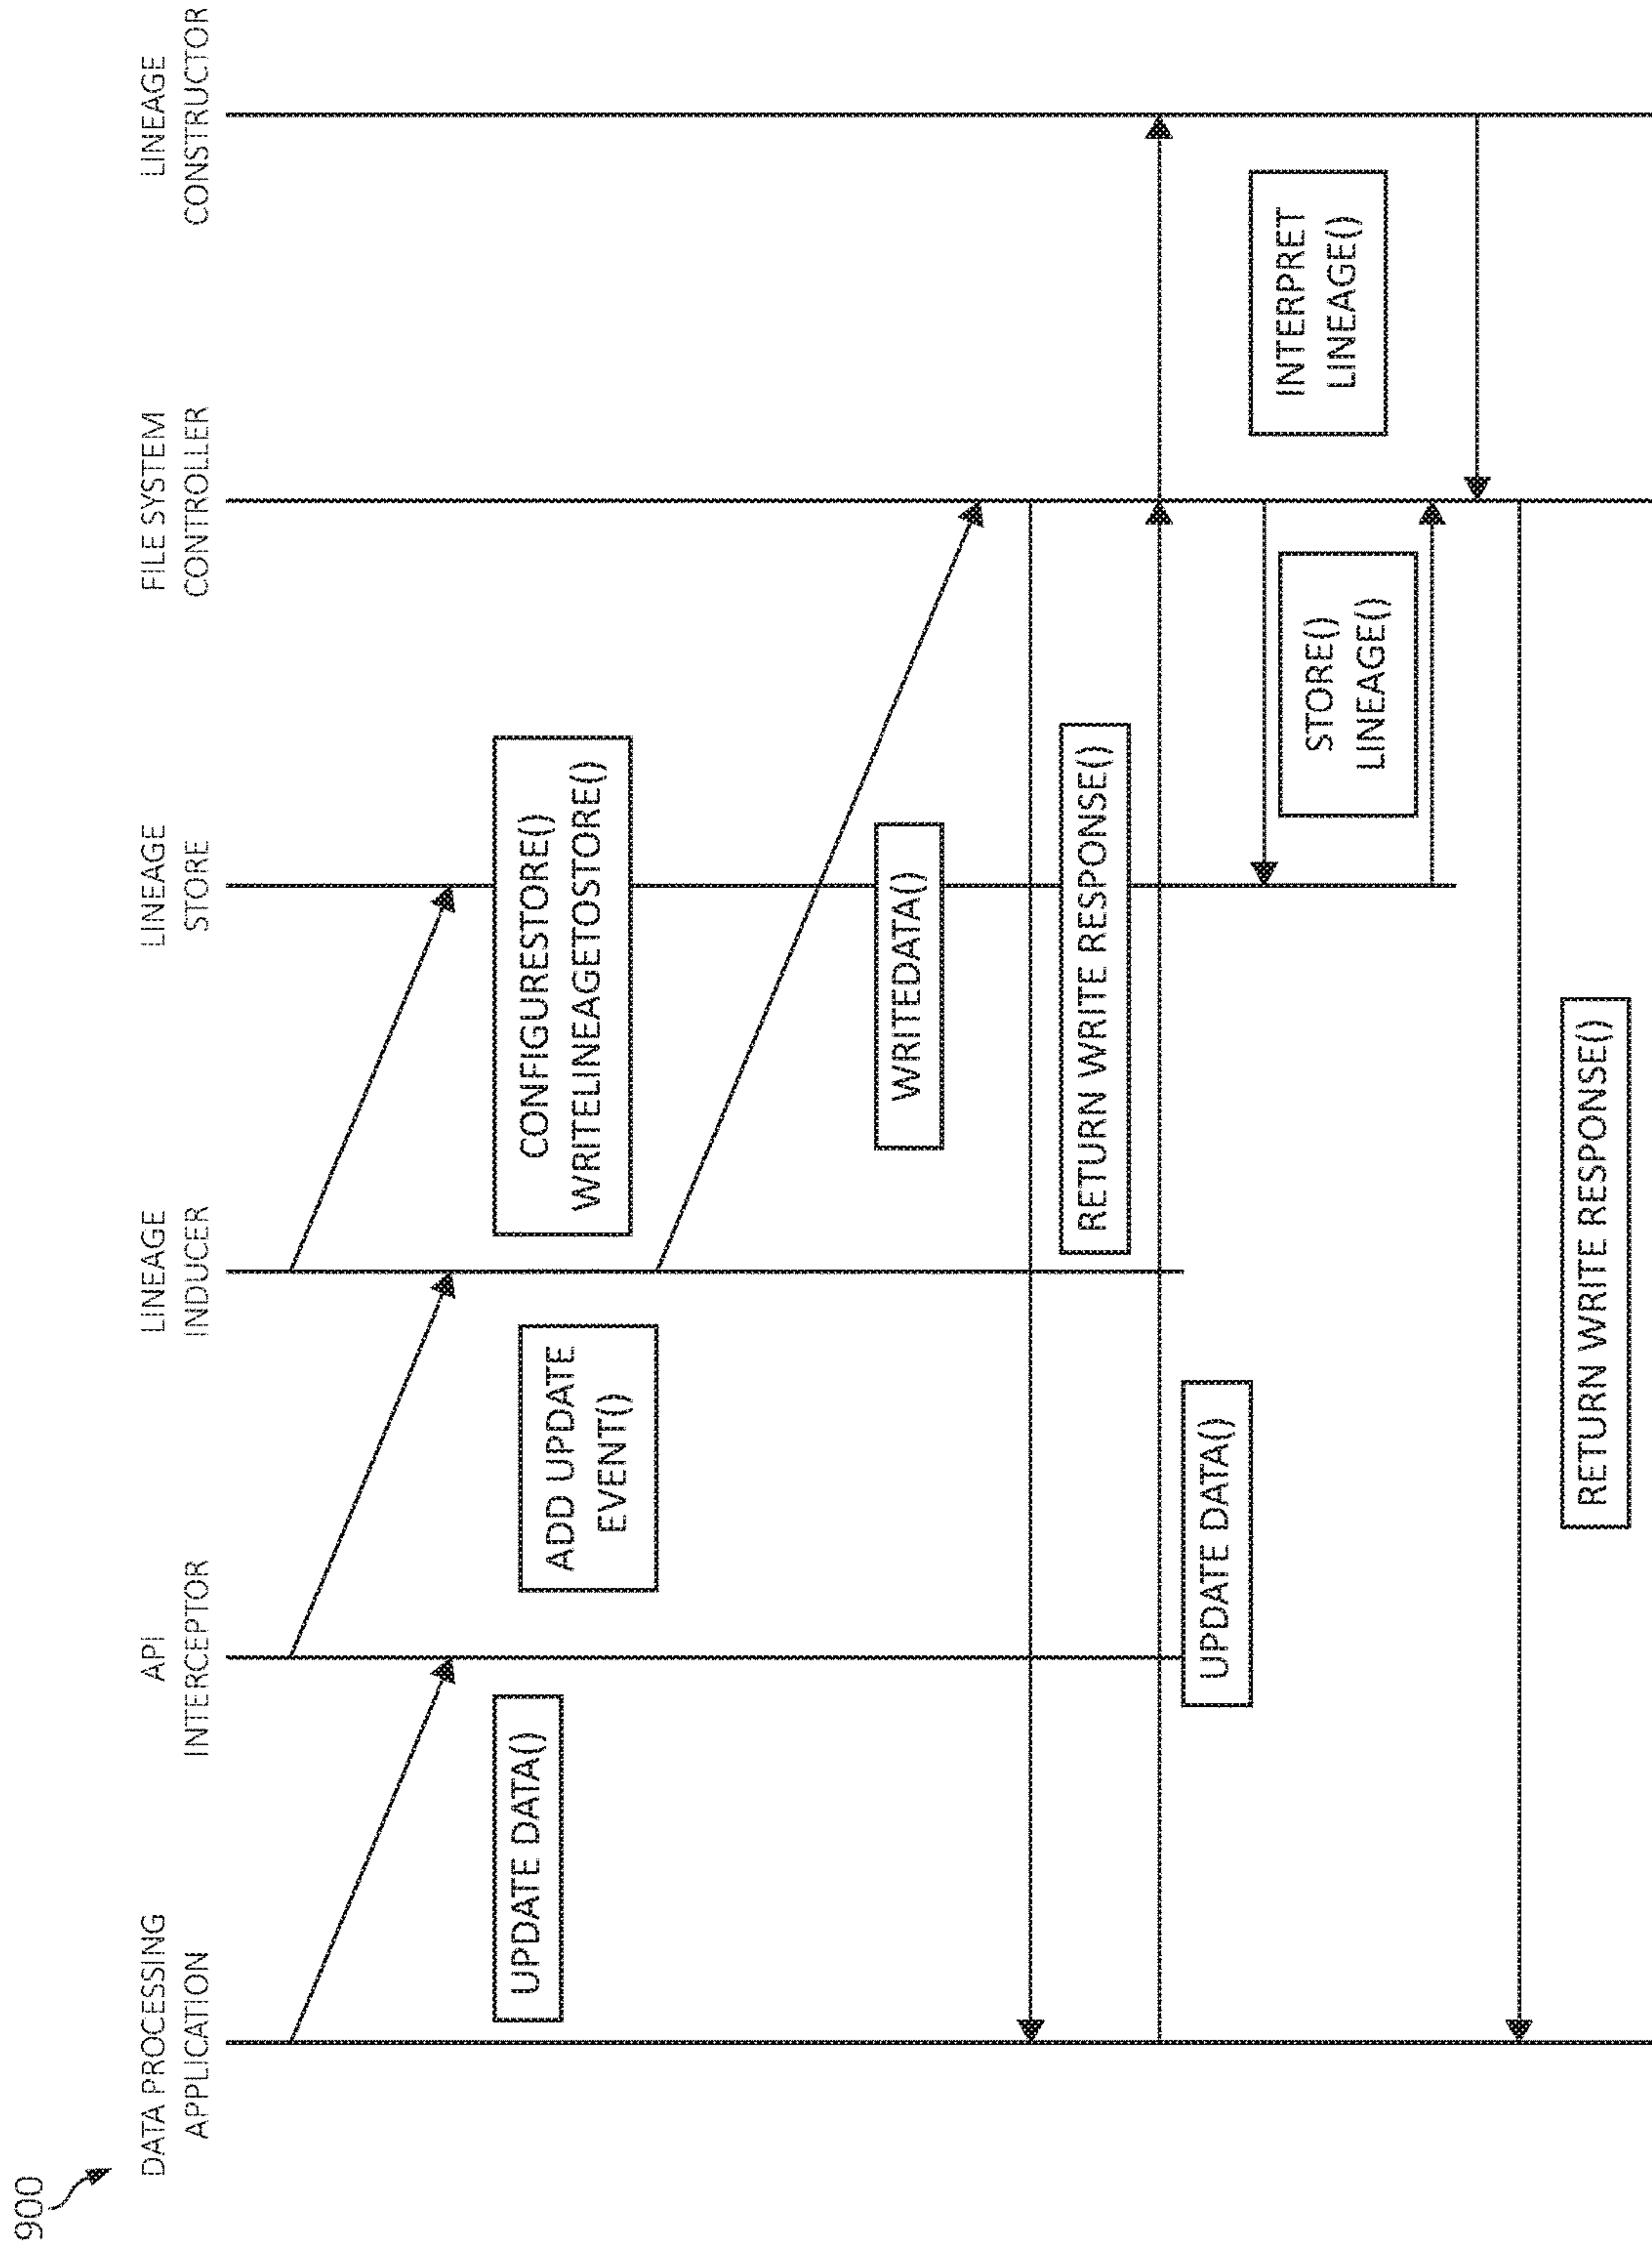 900
DATA PROCESSING
APPLICATION
API
INTERCEPTOR
LINEAGE
INDUCER
LINEAGE
STORE
FILE SYSTEM
CONTROLLER
LINEAGE
CONSTRUCTOR
UPDATE DATA()
ADD UPDATE
EVENT()
CONFIGURESTORE()
WRITELINEAGETOSTORE()
WRITEDATA()
RETURN WRITE RESPONSE()
UPDATE DATA()
INTERPRET
LINEAGE()
STORE()
LINEAGE()
RETURN WRITE RESPONSE()